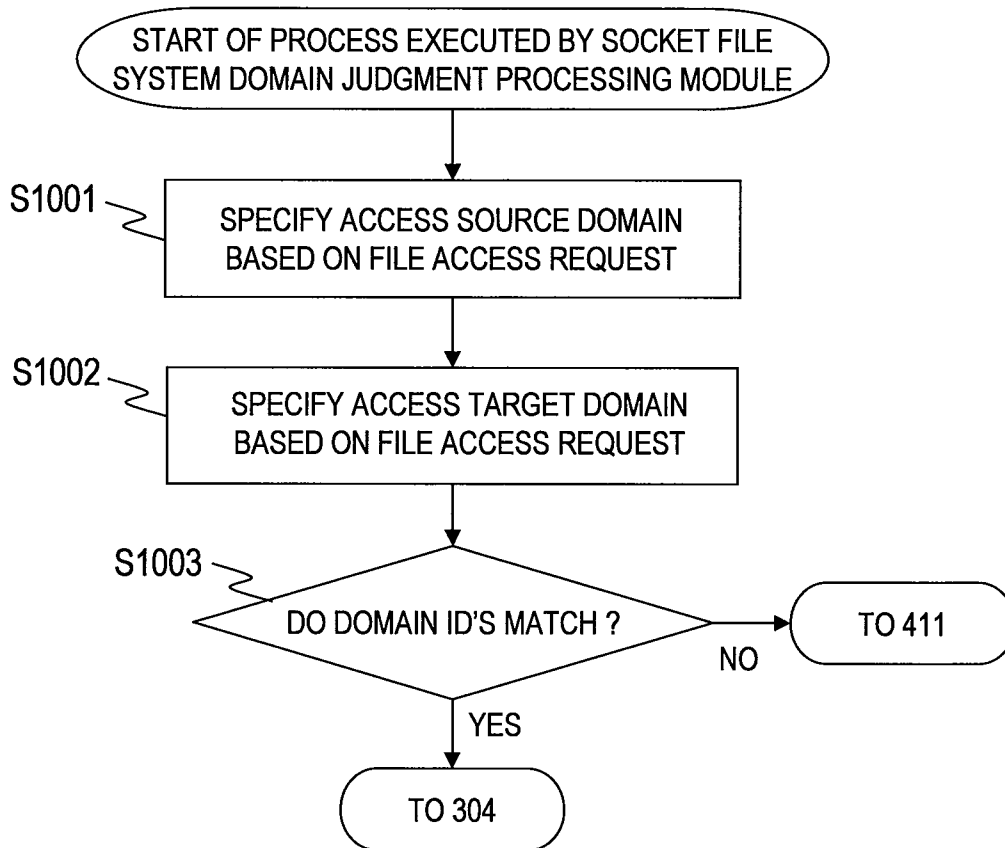 START OF PROCESS EXECUTED BY SOCKET FILE
SYSTEM DOMAIN JUDGMENT PROCESSING MODULE
S1001
SPECIFY ACCESS SOURCE DOMAIN
BASED ON FILE ACCESS REQUEST
S1002
SPECIFY ACCESS TARGET DOMAIN
BASED ON FILE ACCESS REQUEST
S1003
DO DOMAIN ID'S MATCH ?
TO 411
NO
YES
TO 304